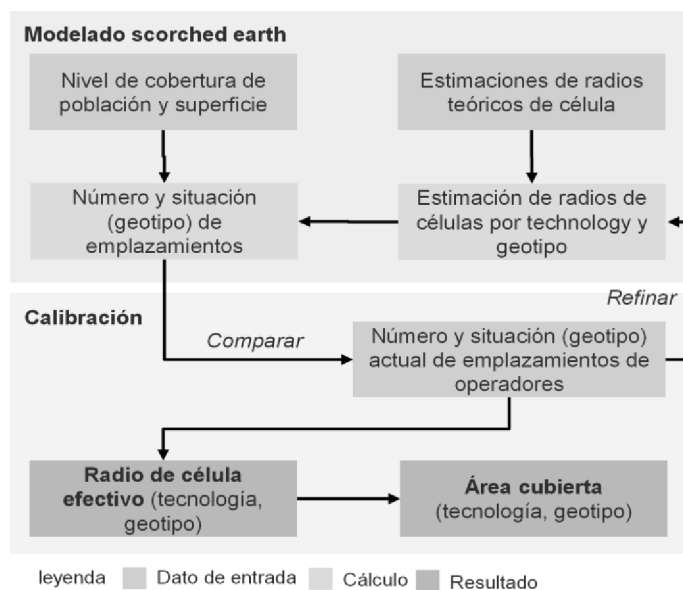 Modelado scorched earth
Nivel de cobertura de
población y superficie
Estimaciones de radios
teóricos de célula
Número y situación
(geotipo) de
emplazamientos
Estimación de radios de
células por technology y
geotipo
Refinar
Calibración
Comparar
Número y situación (geotipo)
actual de emplazamientos de
operadores
Radio de célula
efectivo (tecnología,
geotipo)
Área cubierta
(tecnología, geotipo)
leyenda
Dato de entrada
Cálculo
Resultado